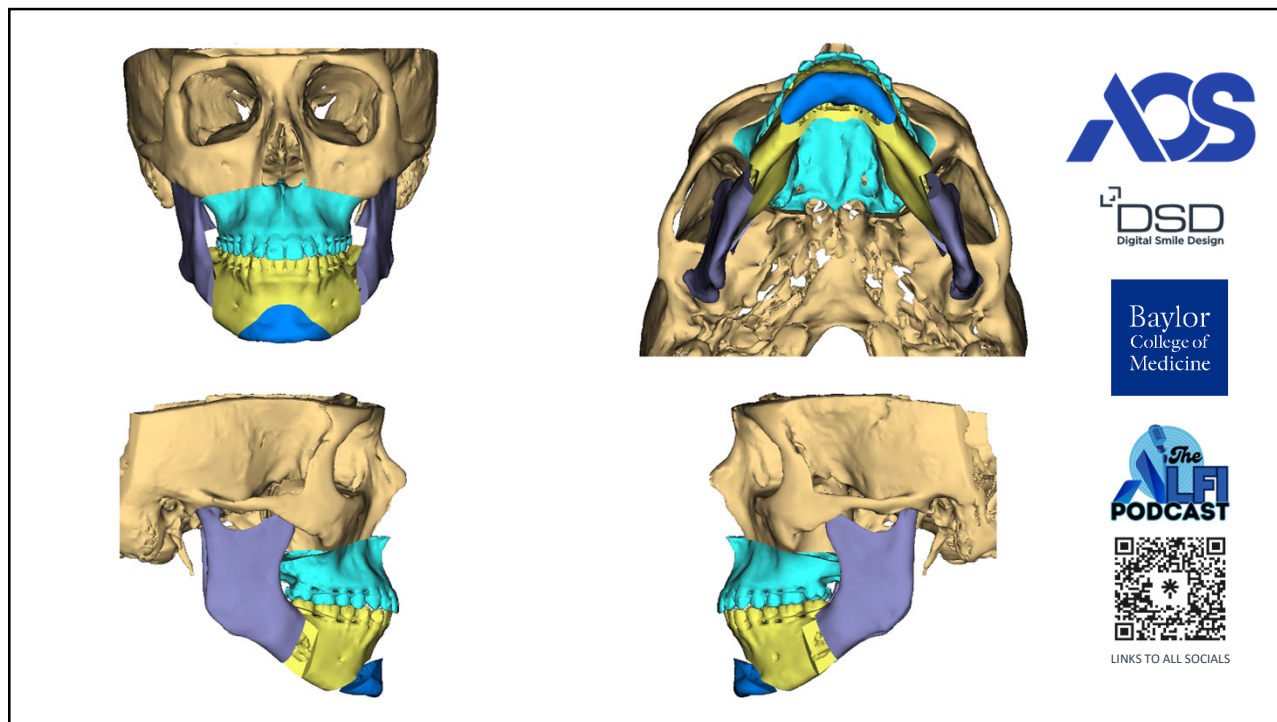 AOS
DSD
Digital Smile Design
Baylor
College of
Medicine
The
ALFI
PODCAST
LINKS TO ALL SOCIALS